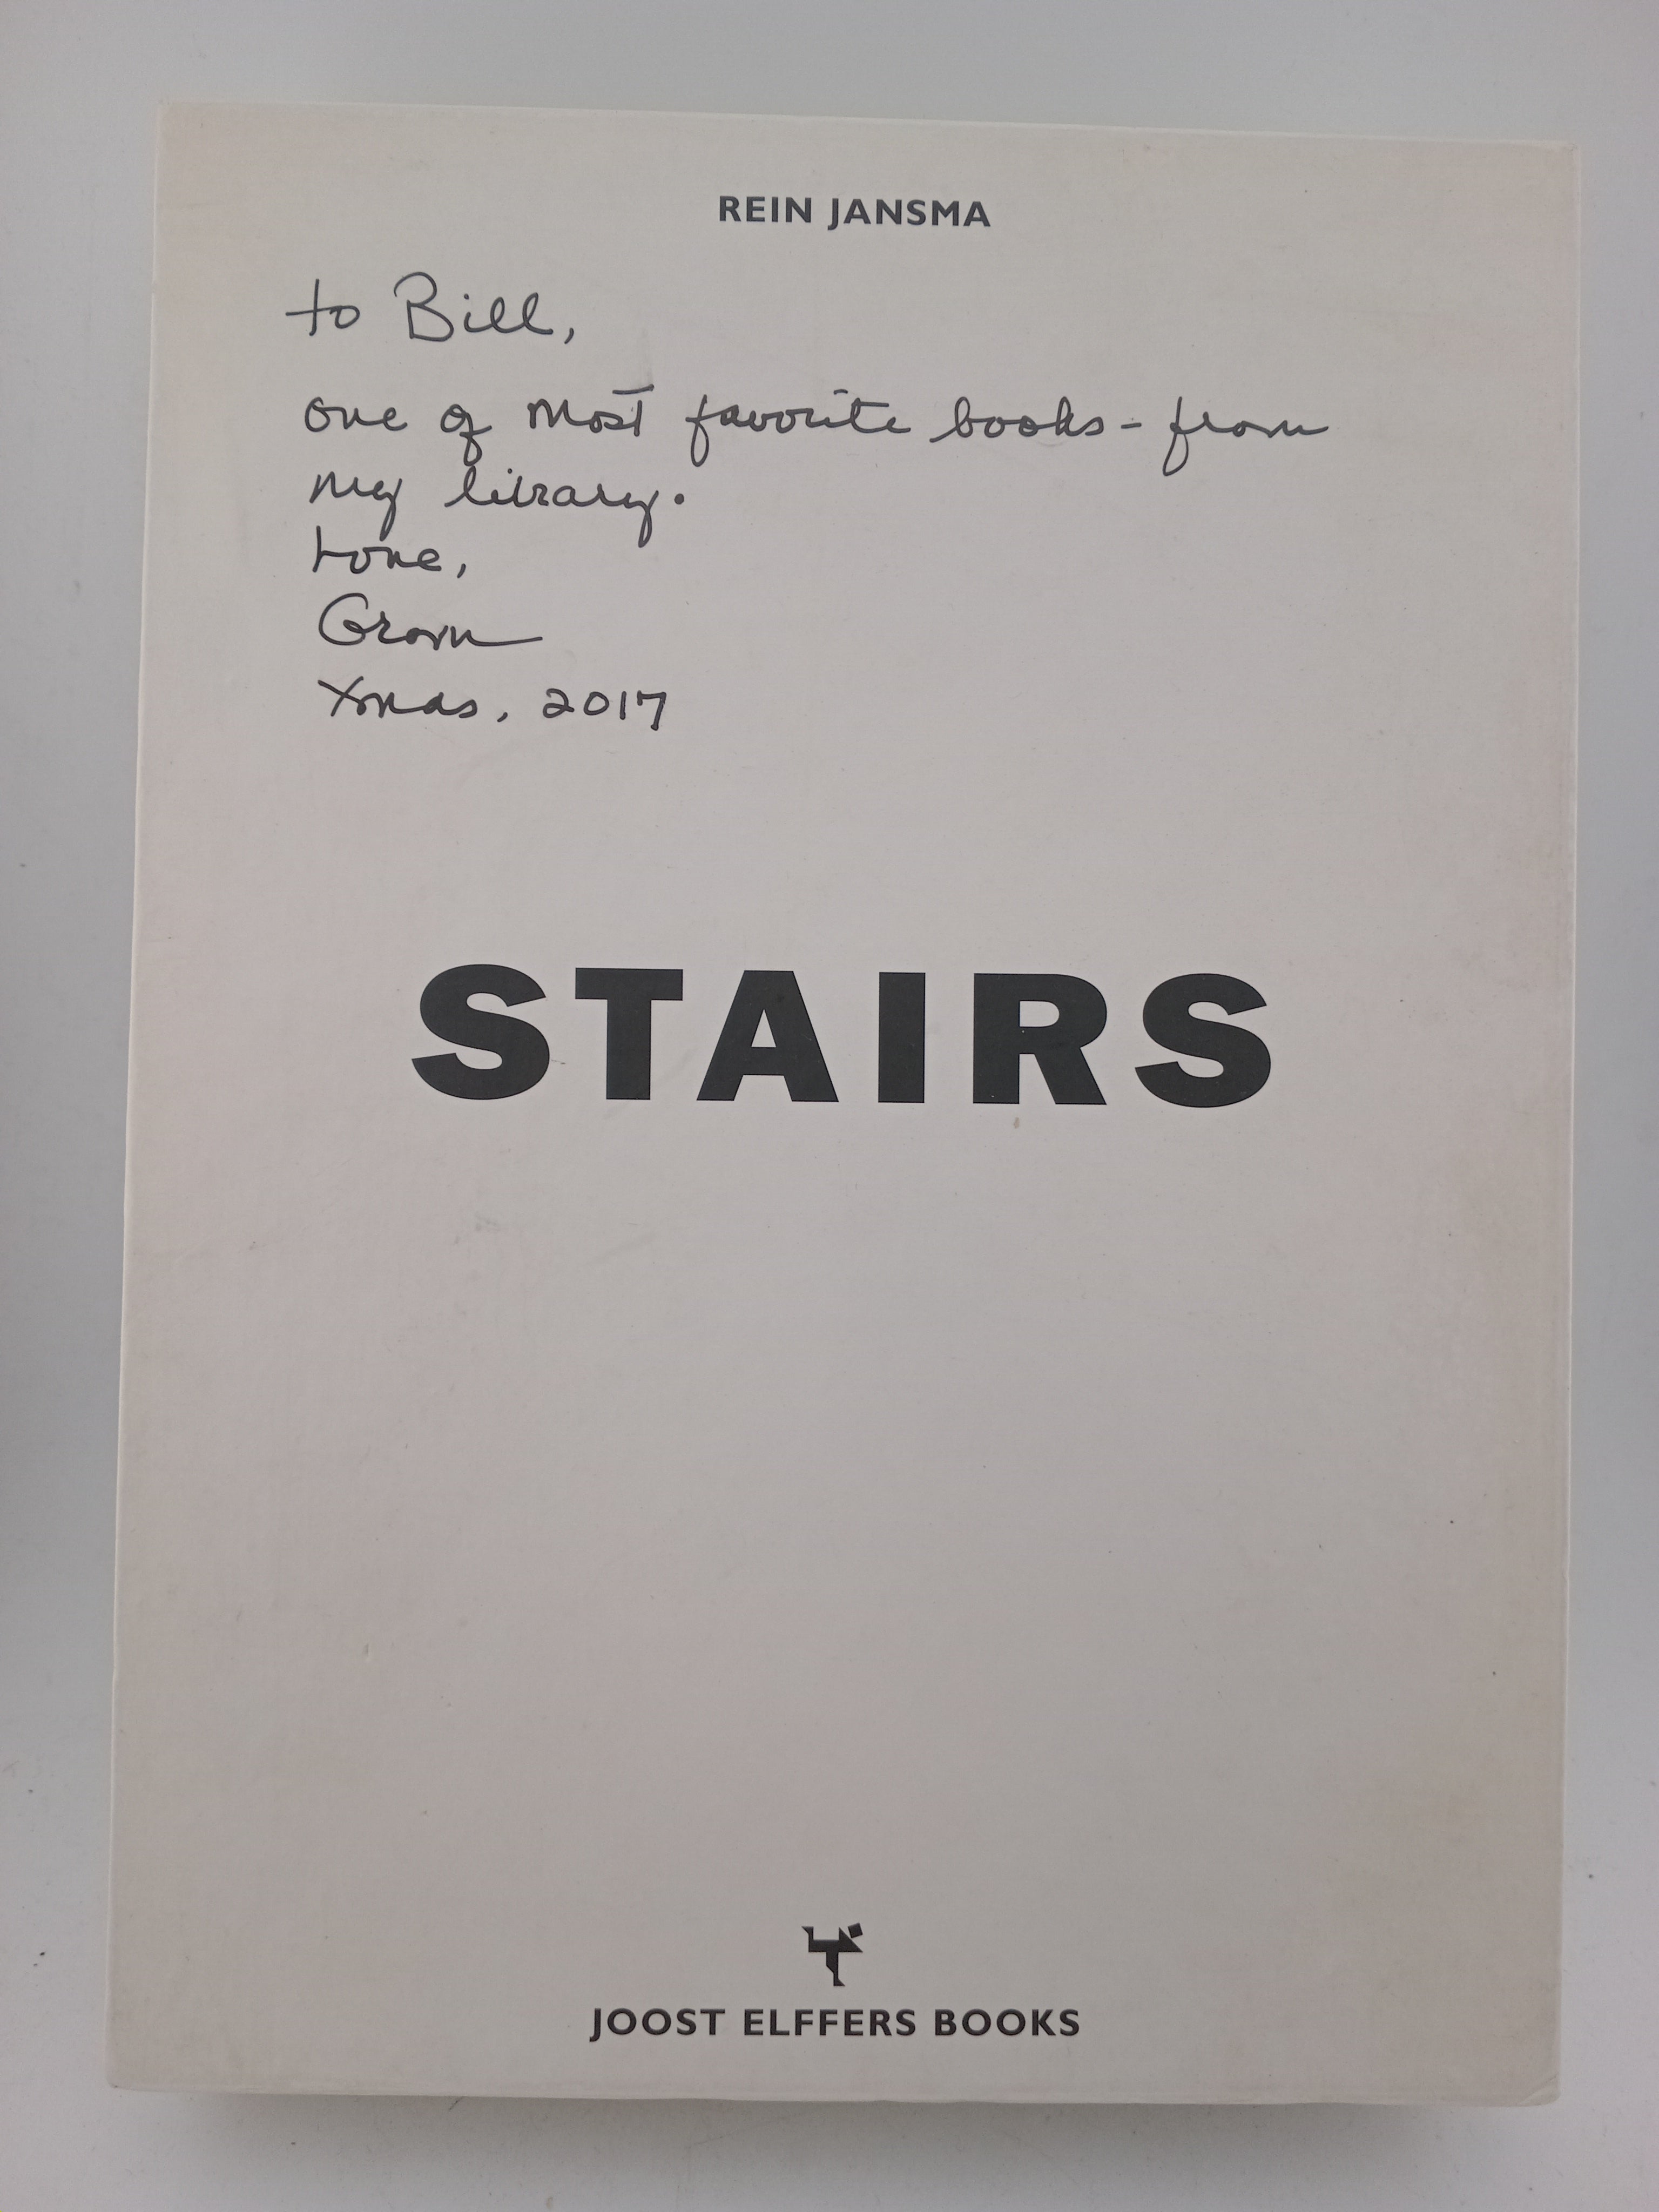 REIN JANSMA
to Bill,
one of most favorite books - from
my library.
Love,
Gram
Xmas, 2017
STAIRS
JOOST ELFFERS BOOKS